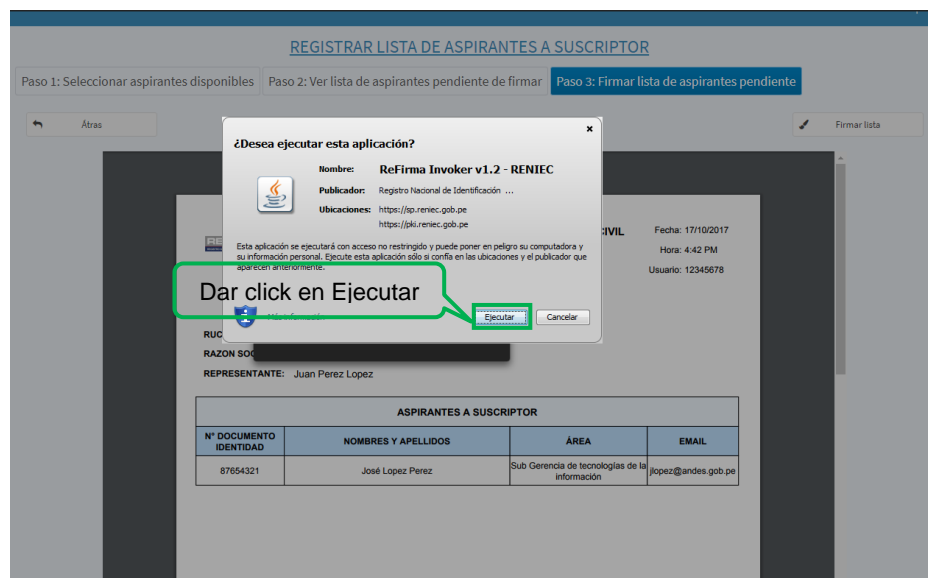 REGISTRAR LISTA DE ASPIRANTES A SUSCRIPTOR
Paso 1: Seleccionar aspirantes disponibles
Paso 2: Ver lista de aspirantes pendiente de firmar
Paso 3: Firmar lista de aspirantes pendiente
Átras
Firmar lista
¿Desea ejecutar esta aplicación?
Nombre: ReFirma Invoker v1.2 - RENIEC
Publicador: Registro Nacional de Identificación ...
Ubicaciones: https://sp.reniec.gob.pe
https://pki.reniec.gob.pe
Esta aplicación se ejecutará con acceso no restringido y puede poner en peligro su computadora y
su información personal. Ejecute esta aplicación sólo si confía en las ubicaciones y el publicador que
aparecen anteriormente.
Dar click en Ejecutar
Más información
Ejecutar
Cancelar
CIVIL
Fecha: 17/10/2017
Hora: 4:42 PM
Usuario: 12345678
RUC
RAZON SOC
REPRESENTANTE: Juan Perez Lopez
ASPIRANTES A SUSCRIPTOR
N° DOCUMENTO
IDENTIDAD
NOMBRES Y APELLIDOS
ÁREA
EMAIL
87654321
José Lopez Perez
Sub Gerencia de tecnologías de la
información
jlopez@andes.gob.pe